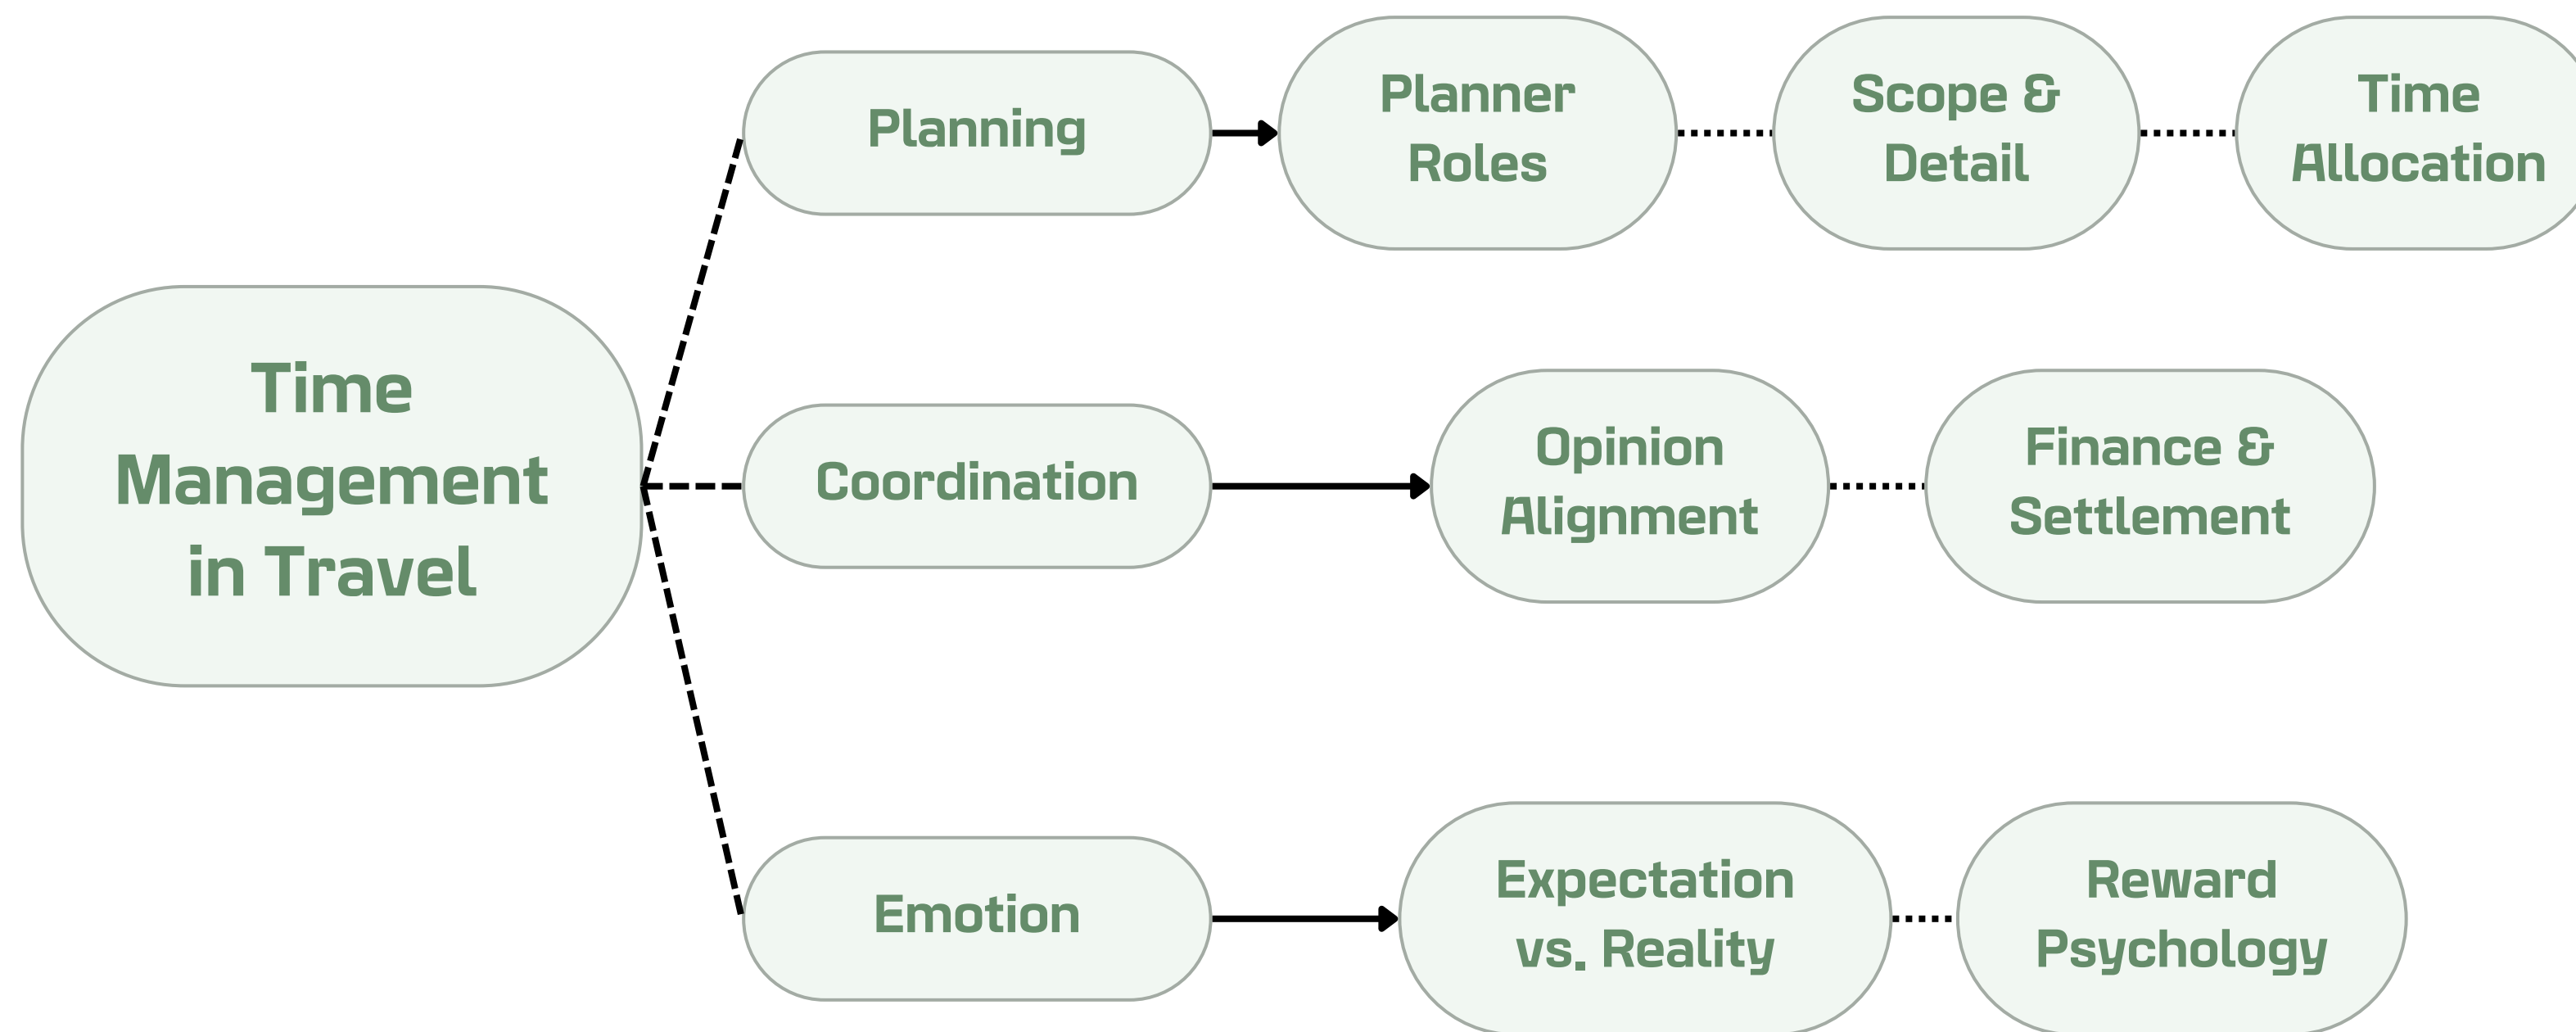 Time
Management
in Travel
Planning
Planner
Roles
Scope &
Detail
Time
Allocation
Coordination
Opinion
Alignment
Finance &
Settlement
Emotion
Expectation
vs. Reality
Reward
Psychology